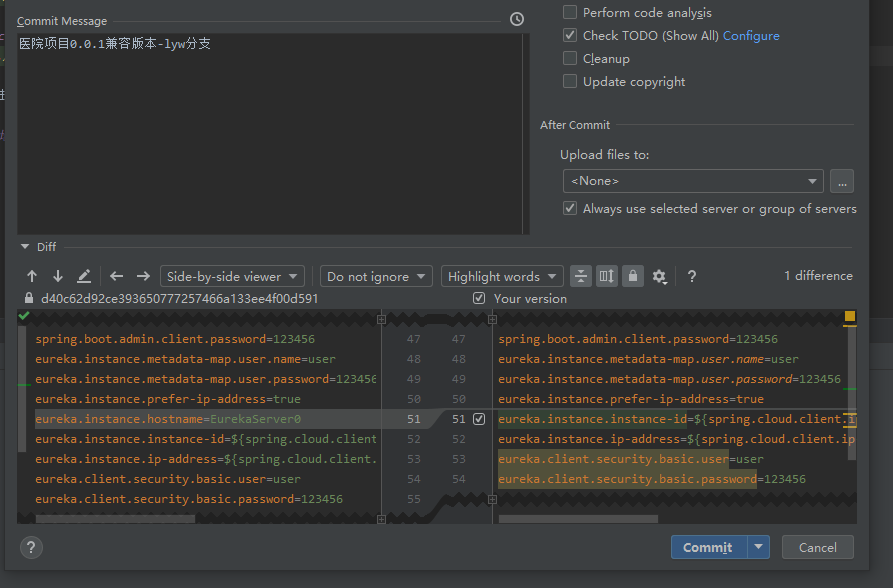 Commit Message
医院项目0.0.1兼容版本-lyw分支
Perform code analysis
Check TODO (Show All) Configure
Cleanup
Update copyright
After Commit
Upload files to:
<None>
...
Always use selected server or group of servers
Diff
Side-by-side viewer
Do not ignore
Highlight words
?
1 difference
d40c62d92ce393650777257466a133ee4f00d591
Your version
spring.boot.admin.client.password=123456
47
47
spring.boot.admin.client.password=123456
eureka.instance.metadata-map.user.name=user
48
48
eureka.instance.metadata-map.user.name=user
eureka.instance.metadata-map.user.password=123456
49
49
eureka.instance.metadata-map.user.password=123456
eureka.instance.prefer-ip-address=true
50
50
eureka.instance.prefer-ip-address=true
eureka.instance.hostname=EurekaServer0
51
51
eureka.instance.instance-id=${spring.cloud.client.ip
eureka.instance.instance-id=${spring.cloud.client
52
52
eureka.instance.ip-address=${spring.cloud.client.ip
eureka.instance.ip-address=${spring.cloud.client.
53
53
eureka.client.security.basic.user=user
eureka.client.security.basic.user=user
54
54
eureka.client.security.basic.password=123456
eureka.client.security.basic.password=123456
55
?
Commit
Cancel